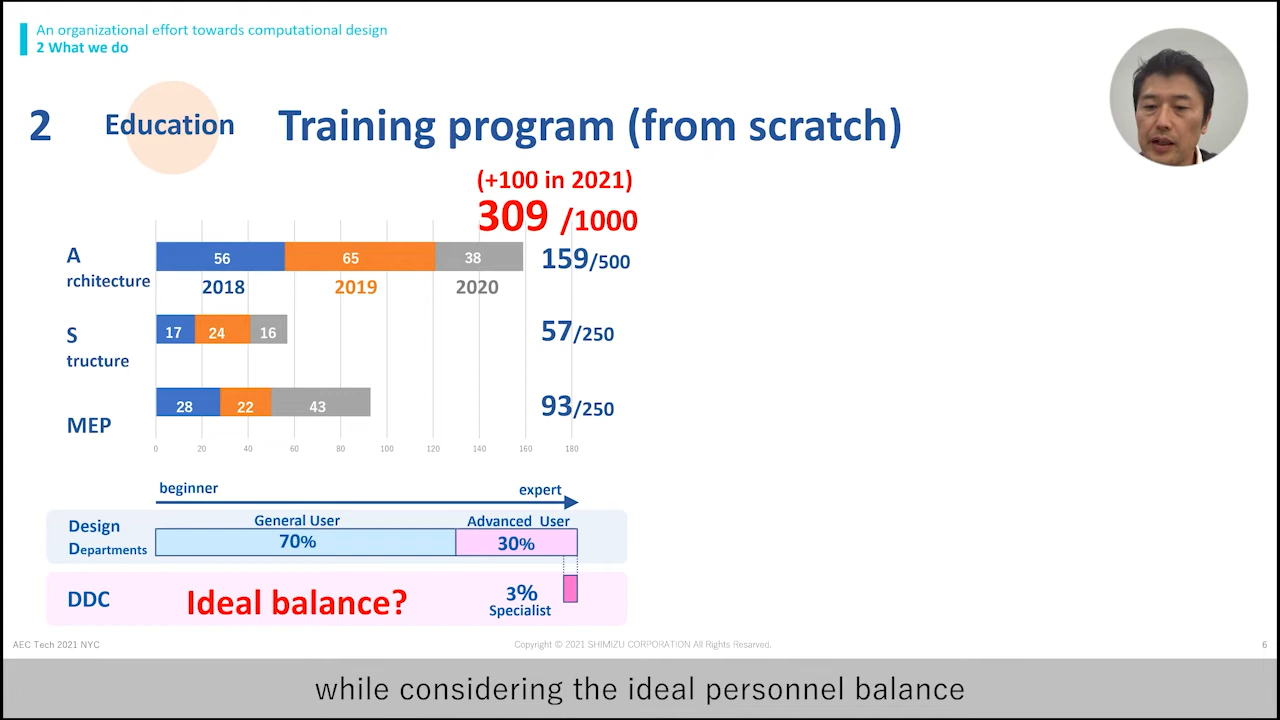 An organizational effort towards computational design
2 What we do
2 Education Training program (from scratch)
(+100 in 2021)
309 /1000
A
rchitecture
56 65 38
159/500
2018 2019 2020
S
tructure
17 24 16
57/250
MEP
28 22 43
93/250
0 20 40 60 80 100 120 140 160 180
beginner expert
Design
Departments
General User Advanced User
70% 30%
DDC
Ideal balance?
3%
Specialist
AEC Tech 2021 NYC Copyright © 2021 SHIMIZU CORPORATION All Rights Reserved. 6
while considering the ideal personnel balance